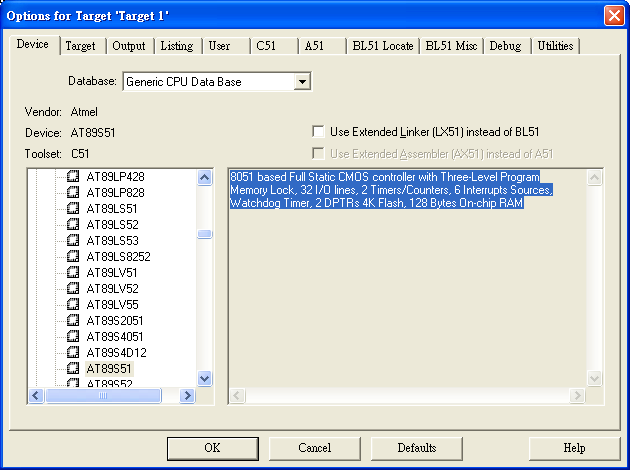 Options for Target 'Target 1'
Device Target Output Listing User C51 A51 BL51 Locate BL51 Misc Debug Utilities
Database: Generic CPU Data Base
Vendor: Atmel
Device: AT89S51
Use Extended Linker (LX51) instead of BL51
Toolset: C51
Use Extended Assembler (AX51) instead of A51
AT89LP428
AT89LP828
AT89LS51
AT89LS52
AT89LS53
AT89LS8252
AT89LV51
AT89LV52
AT89LV55
AT89S2051
AT89S4051
AT89S4D12
AT89S51
AT89S52
8051 based Full Static CMOS controller with Three-Level Program
Memory Lock, 32 I/O lines, 2 Timers/Counters, 6 Interrupts Sources,
Watchdog Timer, 2 DPTRs 4K Flash, 128 Bytes On-chip RAM
OK Cancel Defaults Help